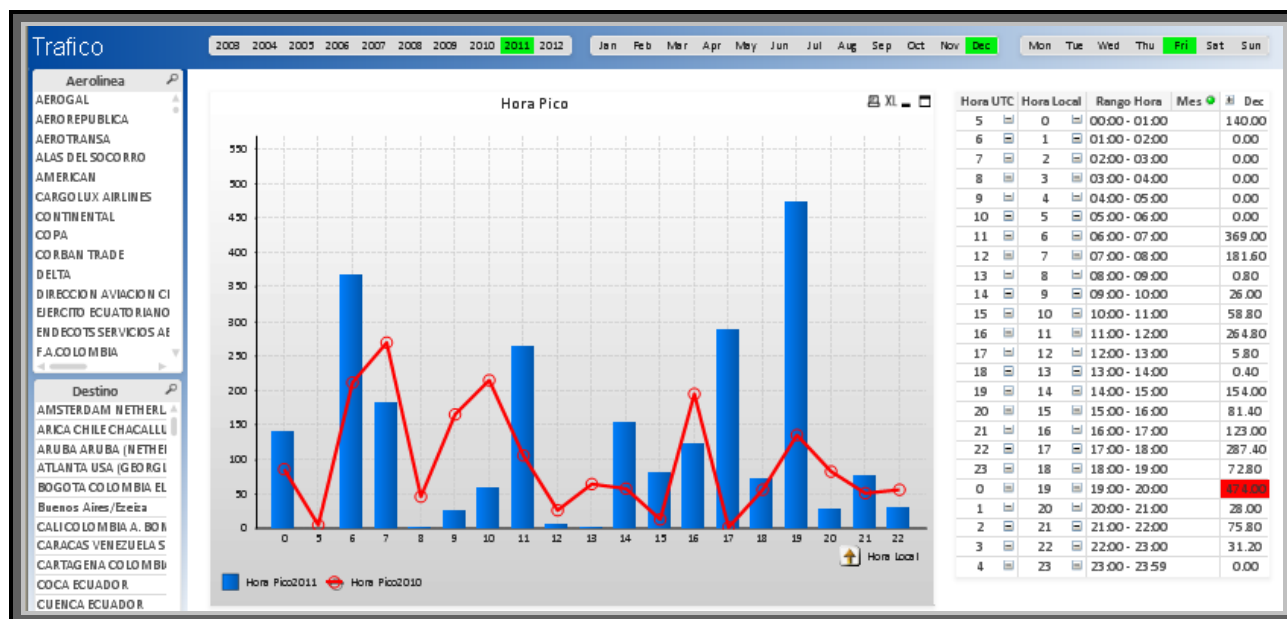 Trafico
2003 2004 2005 2006 2007 2008 2009 2010 2011 2012
Jan Feb Mar Apr May Jun Jul Aug Sep Oct Nov Dec
Mon Tue Wed Thu Fri Sat Sun
Aerolinea
AEROGAL
AEROREPUBLICA
AEROTRANSA
ALAS DEL SOCORRO
AMERICAN
CARGOLUX AIRLINES
CONTINENTAL
COPA
CORBAN TRADE
DELTA
DIRECCION AVIACION CI
EJERCITO ECUATORIANO
ENDECOTS SERVICIOS AE
F.A.COLOMBIA
Destino
AMSTERDAM NETHERL
ARICA CHILE CHACALLU
ARUBA ARUBA (NETHEI
ATLANTA USA (GEORGI
BOGOTA COLOMBIA EL
Buenos Aires/Ezeiza
CALI COLOMBIA A. BON
CARACAS VENEZUELA S
CARTAGENA COLOMBI
COCA ECUADOR
CUENCA ECUADOR
Hora Pico
XL
550
500
450
400
350
300
250
200
150
100
50
0
0 5 6 7 8 9 10 11 12 13 14 15 16 17 18 19 20 21 22
Hora Local
Hora Pico2011 Hora Pico2010
Hora UTC Hora Local Rango Hora Mes Dec
5 0 00:00 - 01:00 140.00
6 1 01:00 - 02:00 0.00
7 2 02:00 - 03:00 0.00
8 3 03:00 - 04:00 0.00
9 4 04:00 - 05:00 0.00
10 5 05:00 - 06:00 0.00
11 6 06:00 - 07:00 369.00
12 7 07:00 - 08:00 181.60
13 8 08:00 - 09:00 0.80
14 9 09:00 - 10:00 26.00
15 10 10:00 - 11:00 58.80
16 11 11:00 - 12:00 264.80
17 12 12:00 - 13:00 5.80
18 13 13:00 - 14:00 0.40
19 14 14:00 - 15:00 154.00
20 15 15:00 - 16:00 81.40
21 16 16:00 - 17:00 123.00
22 17 17:00 - 18:00 287.40
23 18 18:00 - 19:00 72.80
0 19 19:00 - 20:00 474.00
1 20 20:00 - 21:00 28.00
2 21 21:00 - 22:00 75.80
3 22 22:00 - 23:00 31.20
4 23 23:00 - 23:59 0.00